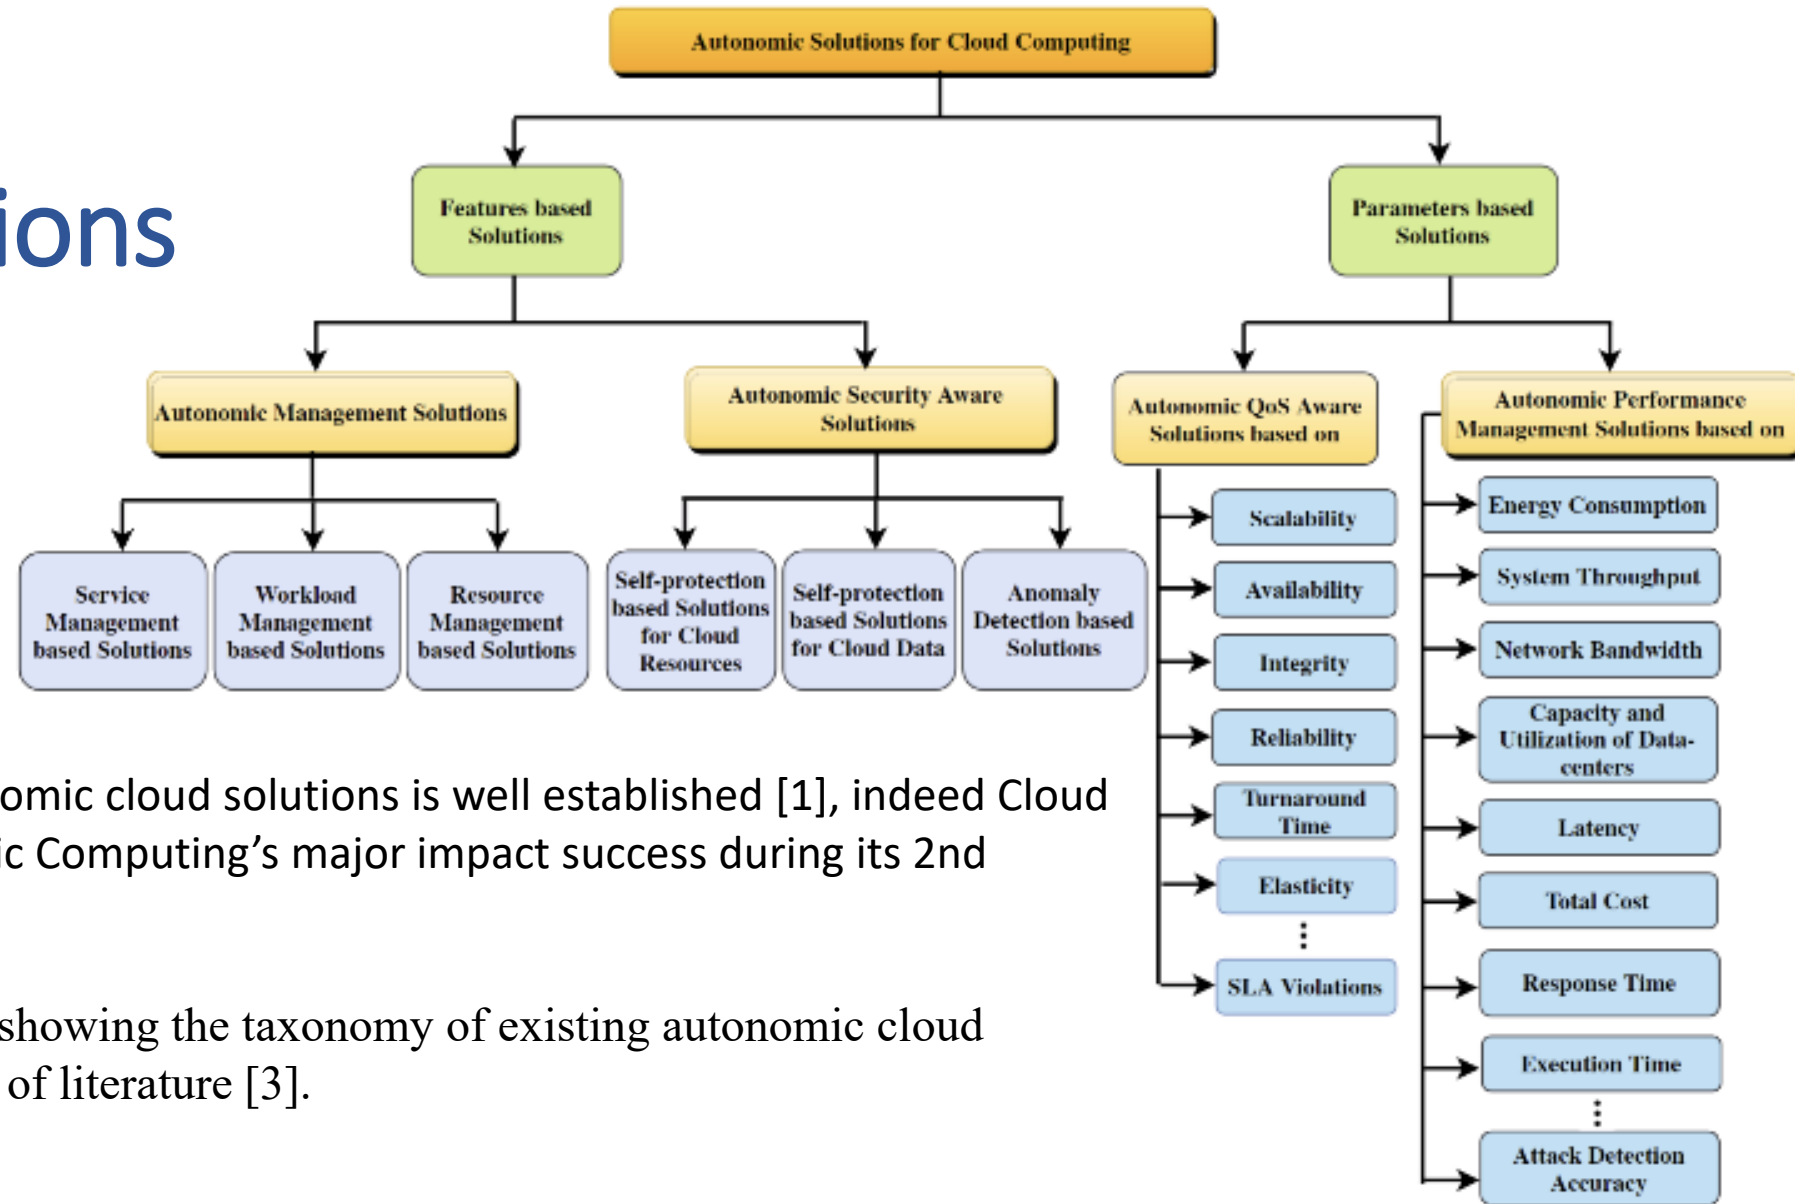 Autonomic Solutions for Cloud Computing
Features based
Solutions
Parameters based
Solutions
ions
Autonomic Management Solutions
Autonomic Security Aware
Solutions
Autonomic QoS Aware
Solutions based on
Autonomic Performance
Management Solutions based on
Service
Management
based Solutions
Workload
Management
based Solutions
Resource
Management
based Solutions
Self-protection
based Solutions
for Cloud
Resources
Self-protection
based Solutions
for Cloud Data
Anomaly
Detection based
Solutions
Scalability
Availability
Integrity
Reliability
Turnaround
Time
Elasticity
SLA Violations
Energy Consumption
System Throughput
Network Bandwidth
Capacity and
Utilization of Data-
centers
Latency
Total Cost
Response Time
Execution Time
Attack Detection
Accuracy
omic cloud solutions is well established [1], indeed Cloud
ic Computing’s major impact success during its 2nd
showing the taxonomy of existing autonomic cloud
of literature [3].